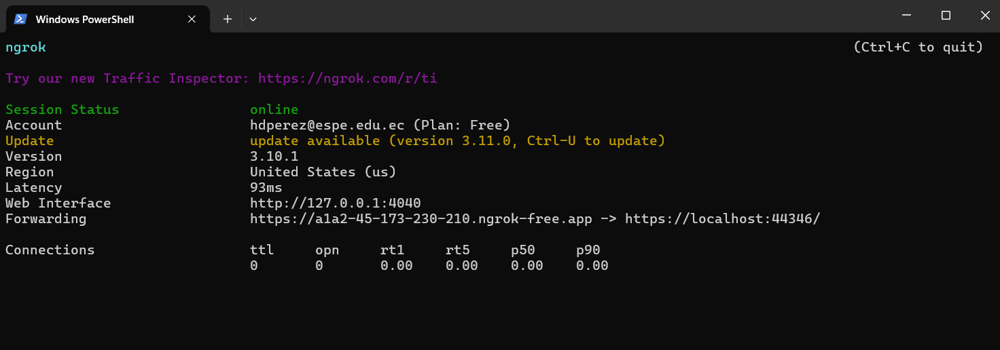 Windows PowerShell
ngrok (Ctrl+C to quit)
Try our new Traffic Inspector: https://ngrok.com/r/ti
Session Status online
Account hdperez@espe.edu.ec (Plan: Free)
Update update available (version 3.11.0, Ctrl-U to update)
Version 3.10.1
Region United States (us)
Latency 93ms
Web Interface http://127.0.0.1:4040
Forwarding https://a1a2-45-173-230-210.ngrok-free.app -> https://localhost:44346/
Connections ttl opn rt1 rt5 p50 p90
0 0 0.00 0.00 0.00 0.00